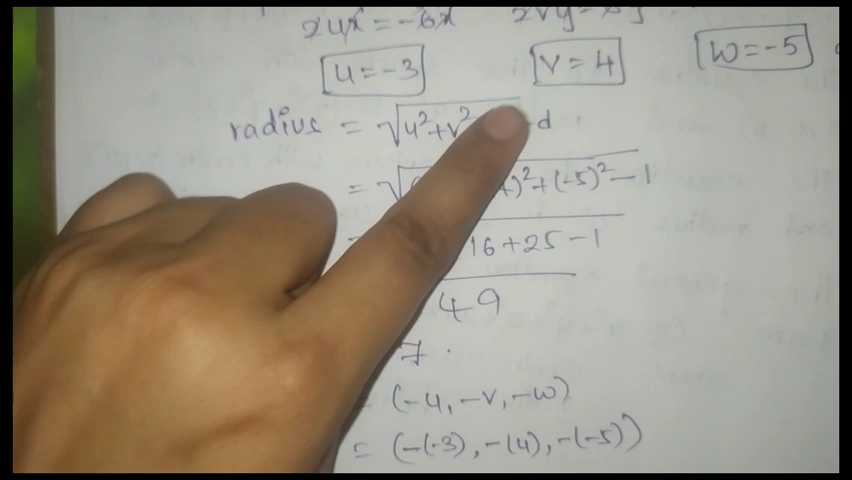 2ux = -6x 2vy = 8y
u = -3 v = 4 w = -5
radius = √u²+v² - d
= √ )²+(-5)² - 1
16+25-1
49
7.
(-u, -v, -w)
= (-(-3), -(4), -(-5))